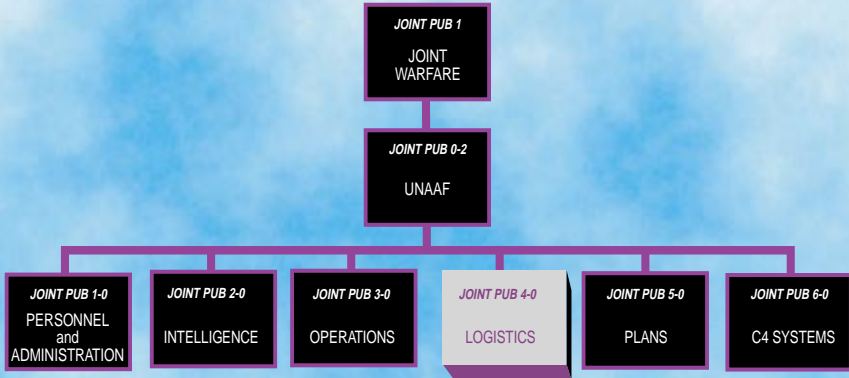 JOINT PUB 1
JOINT
WARFARE
JOINT PUB 0-2
UNAAF
JOINT PUB 1-0
PERSONNEL
and
ADMINISTRATION
JOINT PUB 2-0
INTELLIGENCE
JOINT PUB 3-0
OPERATIONS
JOINT PUB 4-0
LOGISTICS
JOINT PUB 5-0
PLANS
JOINT PUB 6-0
C4 SYSTEMS